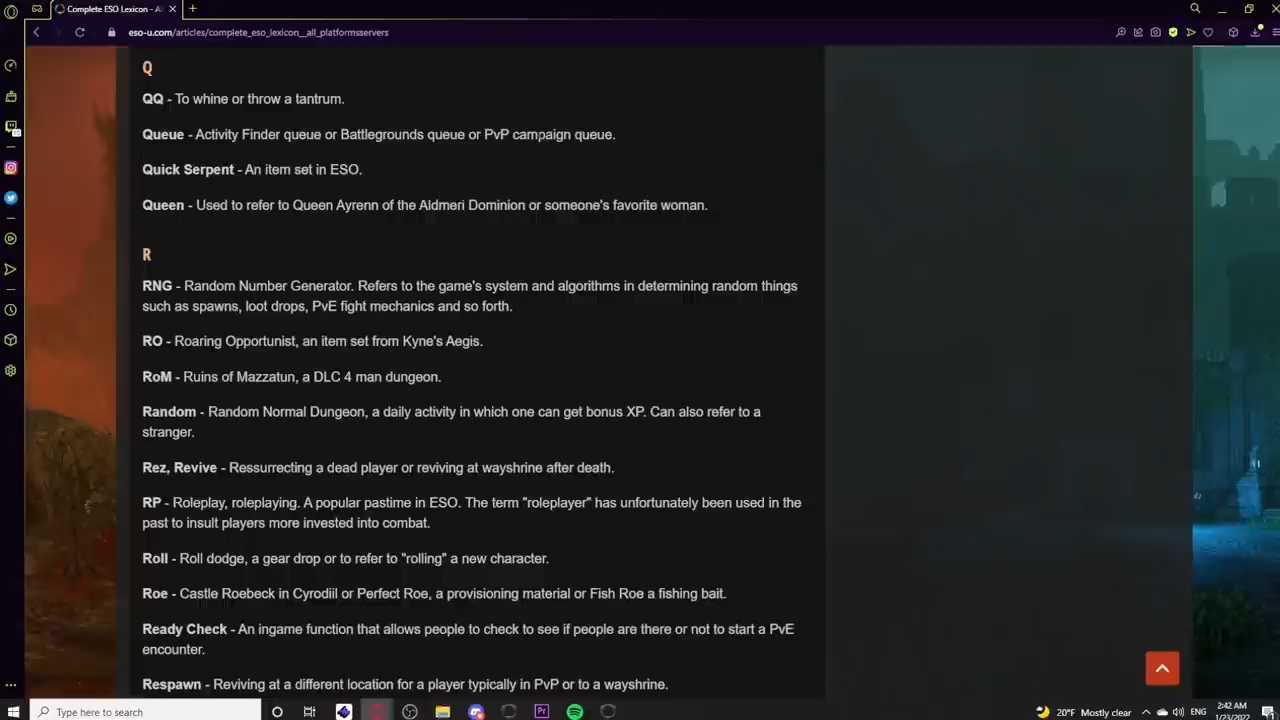 Complete ESO Lexicon - Al
eso-u.com/articles/complete_eso_lexicon__all_platformsservers
Q
QQ - To whine or throw a tantrum.
Queue - Activity Finder queue or Battlegrounds queue or PvP campaign queue.
Quick Serpent - An item set in ESO.
Queen - Used to refer to Queen Ayrenn of the Aldmeri Dominion or someone's favorite woman.
R
RNG - Random Number Generator. Refers to the game's system and algorithms in determining random things
such as spawns, loot drops, PvE fight mechanics and so forth.
RO - Roaring Opportunist, an item set from Kyne's Aegis.
RoM - Ruins of Mazzatun, a DLC 4 man dungeon.
Random - Random Normal Dungeon, a daily activity in which one can get bonus XP. Can also refer to a
stranger.
Rez, Revive - Ressurrecting a dead player or reviving at wayshrine after death.
RP - Roleplay, roleplaying. A popular pastime in ESO. The term "roleplayer" has unfortunately been used in the
past to insult players more invested into combat.
Roll - Roll dodge, a gear drop or to refer to "rolling" a new character.
Roe - Castle Roebeck in Cyrodiil or Perfect Roe, a provisioning material or Fish Roe a fishing bait.
Ready Check - An ingame function that allows people to check to see if people are there or not to start a PvE
encounter.
Respawn - Reviving at a different location for a player typically in PvP or to a wayshrine.
Type here to search
Pr
20°F Mostly clear
ENG
2:42 AM
1/23/2022